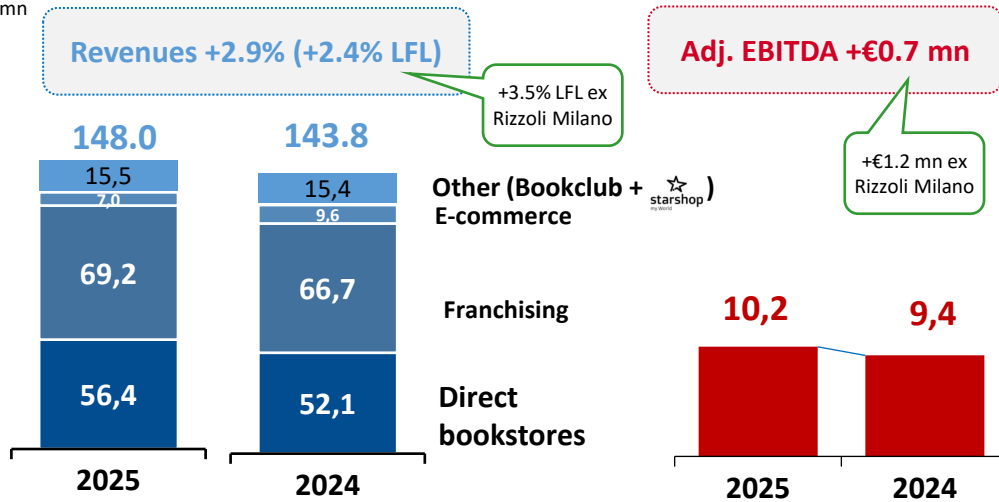 mn
Revenues +2.9% (+2.4% LFL)
+3.5% LFL ex
Rizzoli Milano
Adj. EBITDA +€0.7 mn
+€1.2 mn ex
Rizzoli Milano
148.0
143.8
15,5
7,0
69,2
56,4
15,4
9,6
66,7
52,1
Other (Bookclub + starshop my world )
E-commerce
Franchising
Direct
bookstores
2025
2024
10,2
9,4
2025
2024